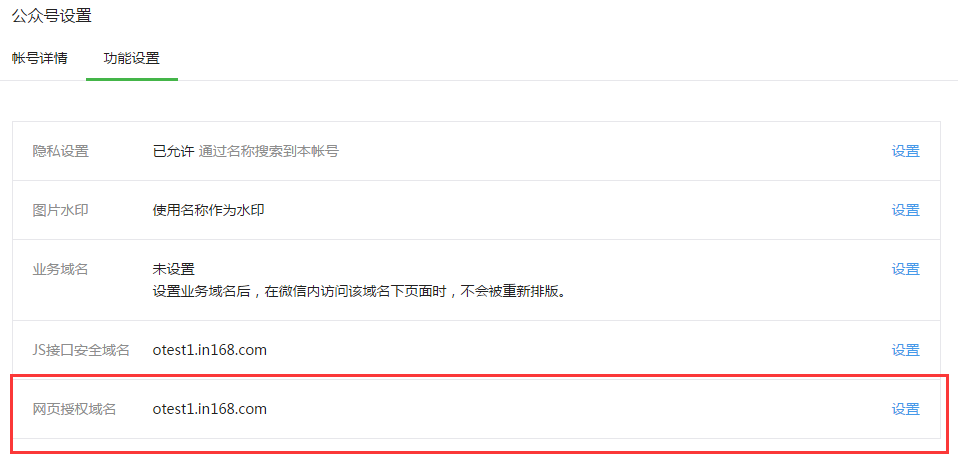 公众号设置
帐号详情 功能设置
隐私设置 已允许 通过名称搜索到本帐号 设置
图片水印 使用名称作为水印 设置
业务域名 未设置 设置
设置业务域名后，在微信内访问该域名下页面时，不会被重新排版。
JS接口安全域名 otest1.in168.com 设置
网页授权域名 otest1.in168.com 设置